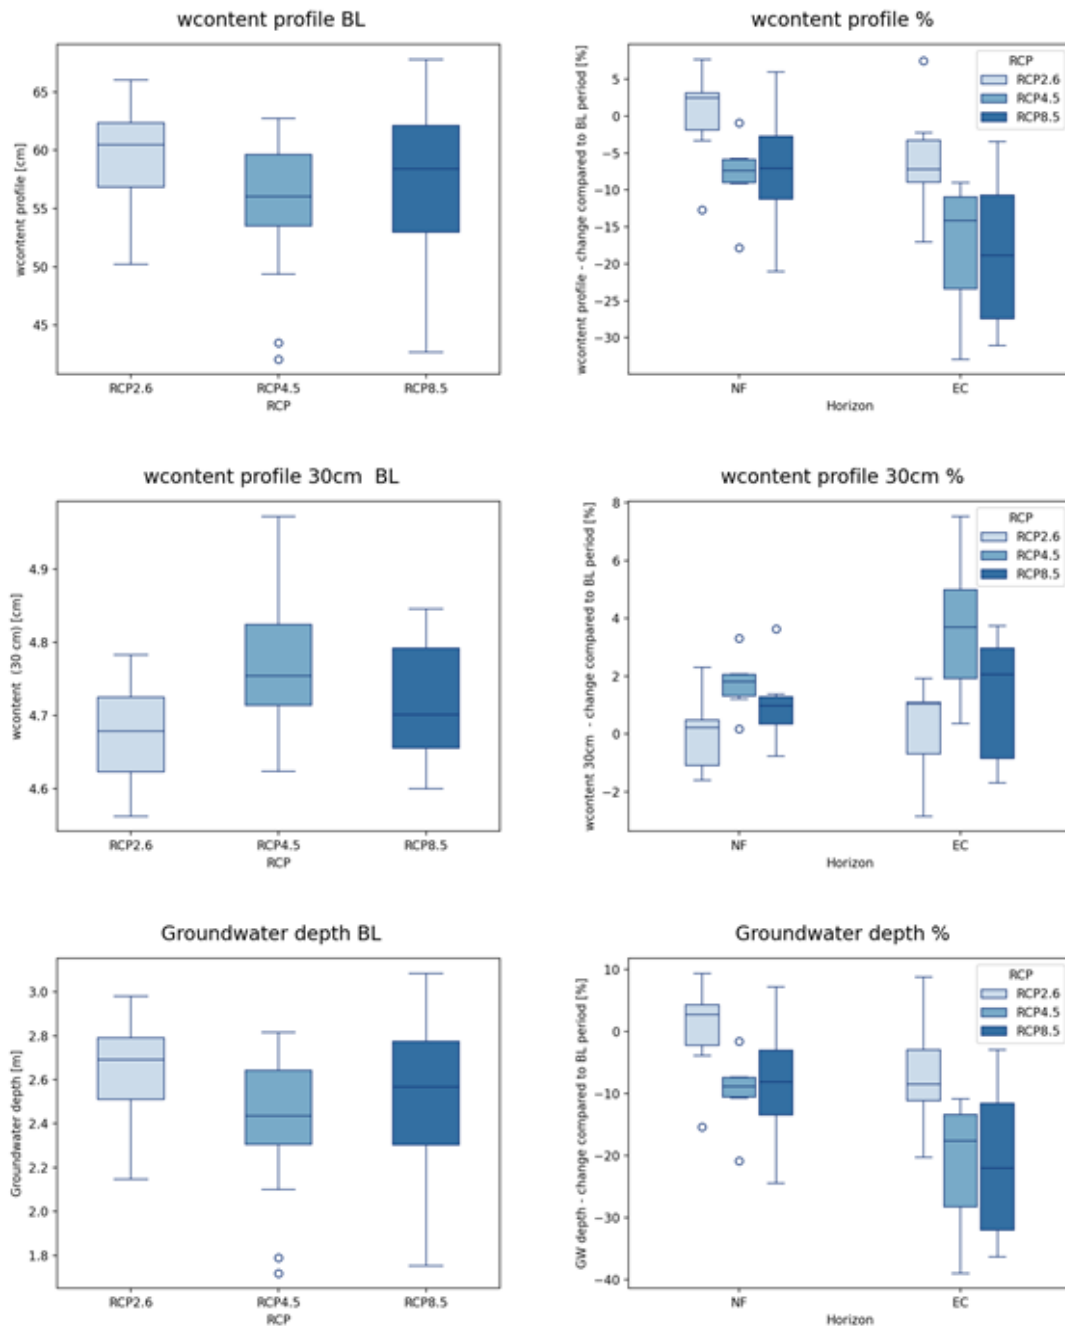 wcontent profile BL
wcontent profile [cm]
65
60
55
50
45
RCP2.6 RCP4.5 RCP8.5
RCP
wcontent profile %
wcontent profile - change compared to BL period [%]
5
0
−5
−10
−15
−20
−25
−30
RCP
RCP2.6
RCP4.5
RCP8.5
NF EC
Horizon
wcontent profile 30cm  BL
wcontent  (30 cm) [cm]
4.9
4.8
4.7
4.6
RCP2.6 RCP4.5 RCP8.5
RCP
wcontent profile 30cm %
wcontent 30cm  - change compared to BL period [%]
8
6
4
2
0
−2
RCP
RCP2.6
RCP4.5
RCP8.5
NF EC
Horizon
Groundwater depth BL
Groundwater depth [m]
3.0
2.8
2.6
2.4
2.2
2.0
1.8
RCP2.6 RCP4.5 RCP8.5
RCP
Groundwater depth %
GW depth - change compared to BL period [%]
10
0
−10
−20
−30
−40
RCP
RCP2.6
RCP4.5
RCP8.5
NF EC
Horizon